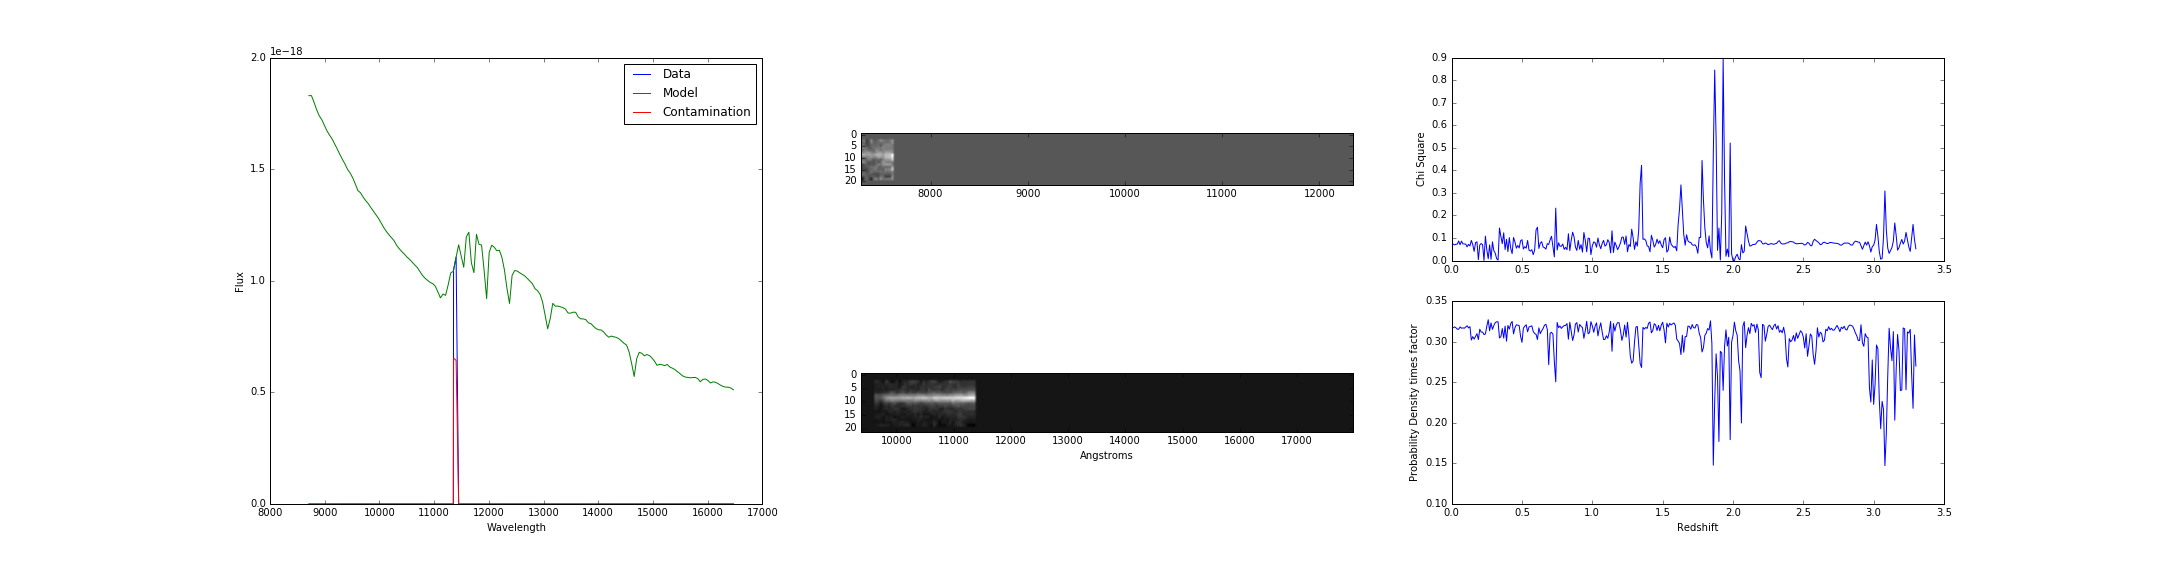 1e−18
2.0
1.5
1.0
0.5
0.0
Flux
8000 9000 10000 11000 12000 13000 14000 15000 16000 17000
Wavelength
Data
Model
Contamination
0
5
10
15
20
8000 9000 10000 11000 12000
0
5
10
15
20
10000 11000 12000 13000 14000 15000 16000 17000
Angstroms
0.9
0.8
0.7
0.6
0.5
0.4
0.3
0.2
0.1
0.0
Chi Square
0.0 0.5 1.0 1.5 2.0 2.5 3.0 3.5
0.35
0.30
0.25
0.20
0.15
0.10
Probability Density times factor
0.0 0.5 1.0 1.5 2.0 2.5 3.0 3.5
Redshift